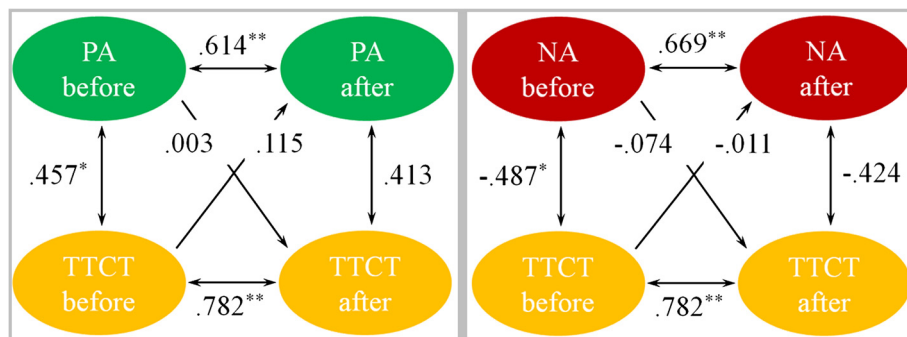 PA
before
.614**
PA
after
.457*
.003
.115
.413
TTCT
before
.782**
TTCT
after
NA
before
.669**
NA
after
-.487*
-.074
-.011
-.424
TTCT
before
.782**
TTCT
after